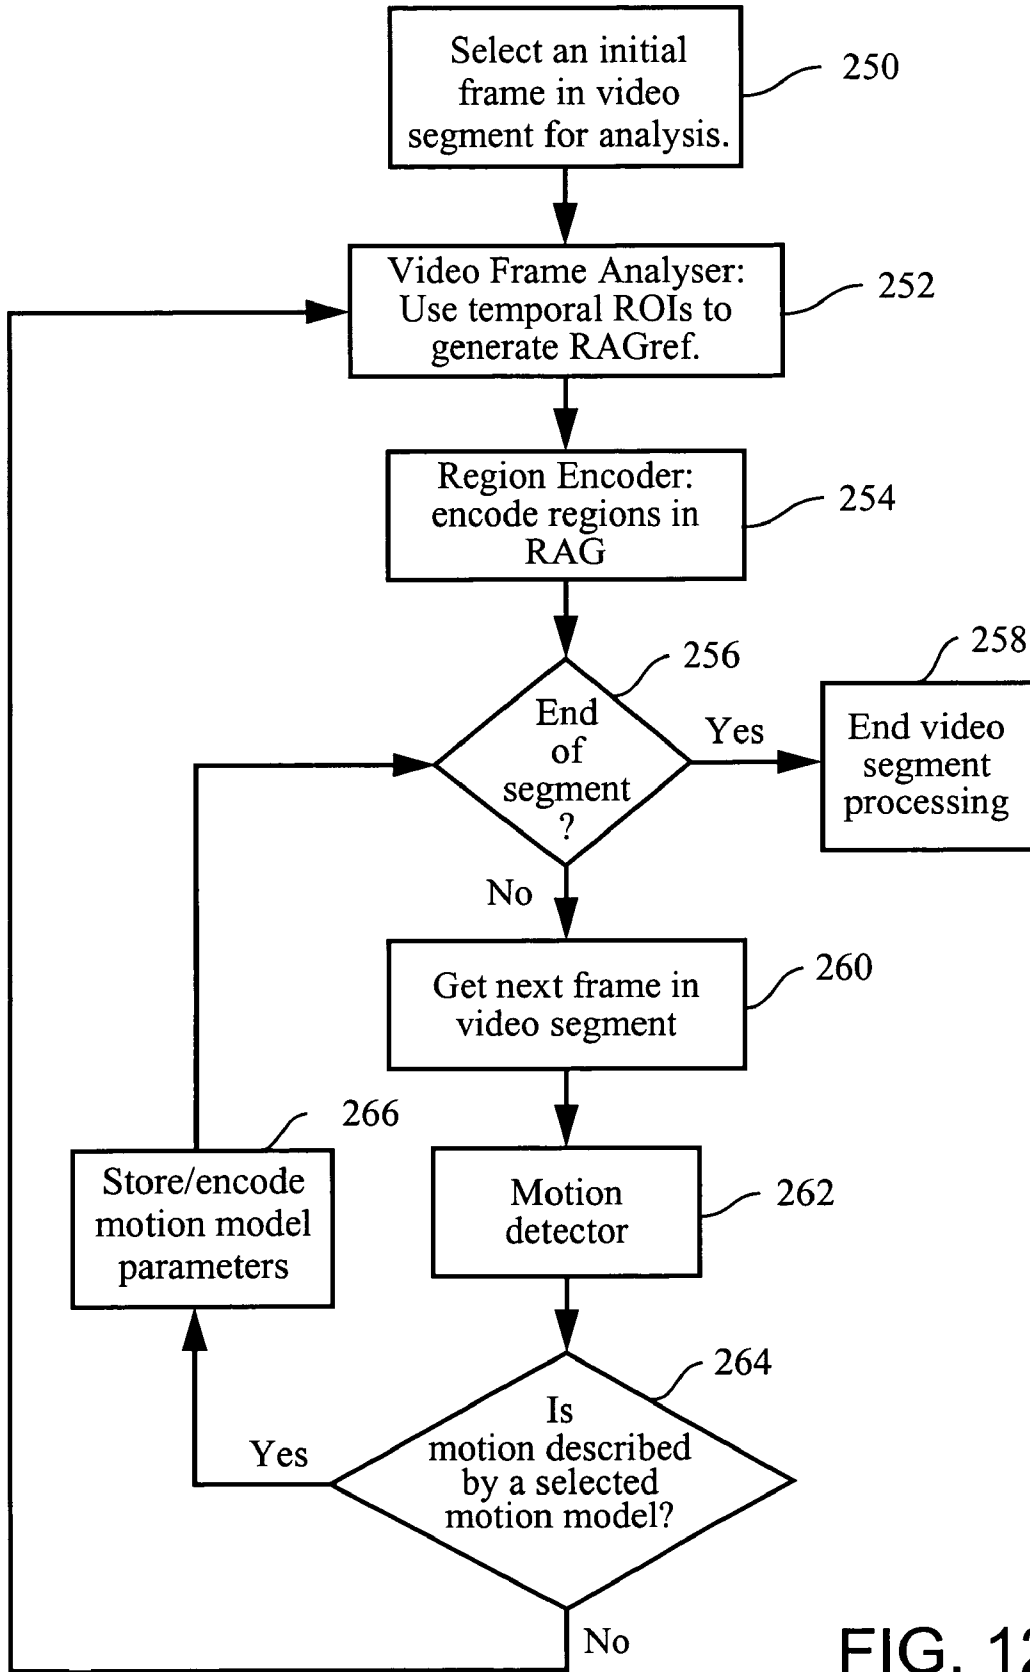 Select an initial
frame in video
segment for analysis.
250
Video Frame Analyser:
Use temporal ROIs to
generate RAGref.
252
Region Encoder:
encode regions in
RAG
254
256
End
of
segment
?
Yes
258
End video
segment
processing
No
Get next frame in
video segment
260
266
Store/encode
motion model
parameters
Motion
detector
262
264
Is
motion described
by a selected
motion model?
Yes
No
FIG. 12